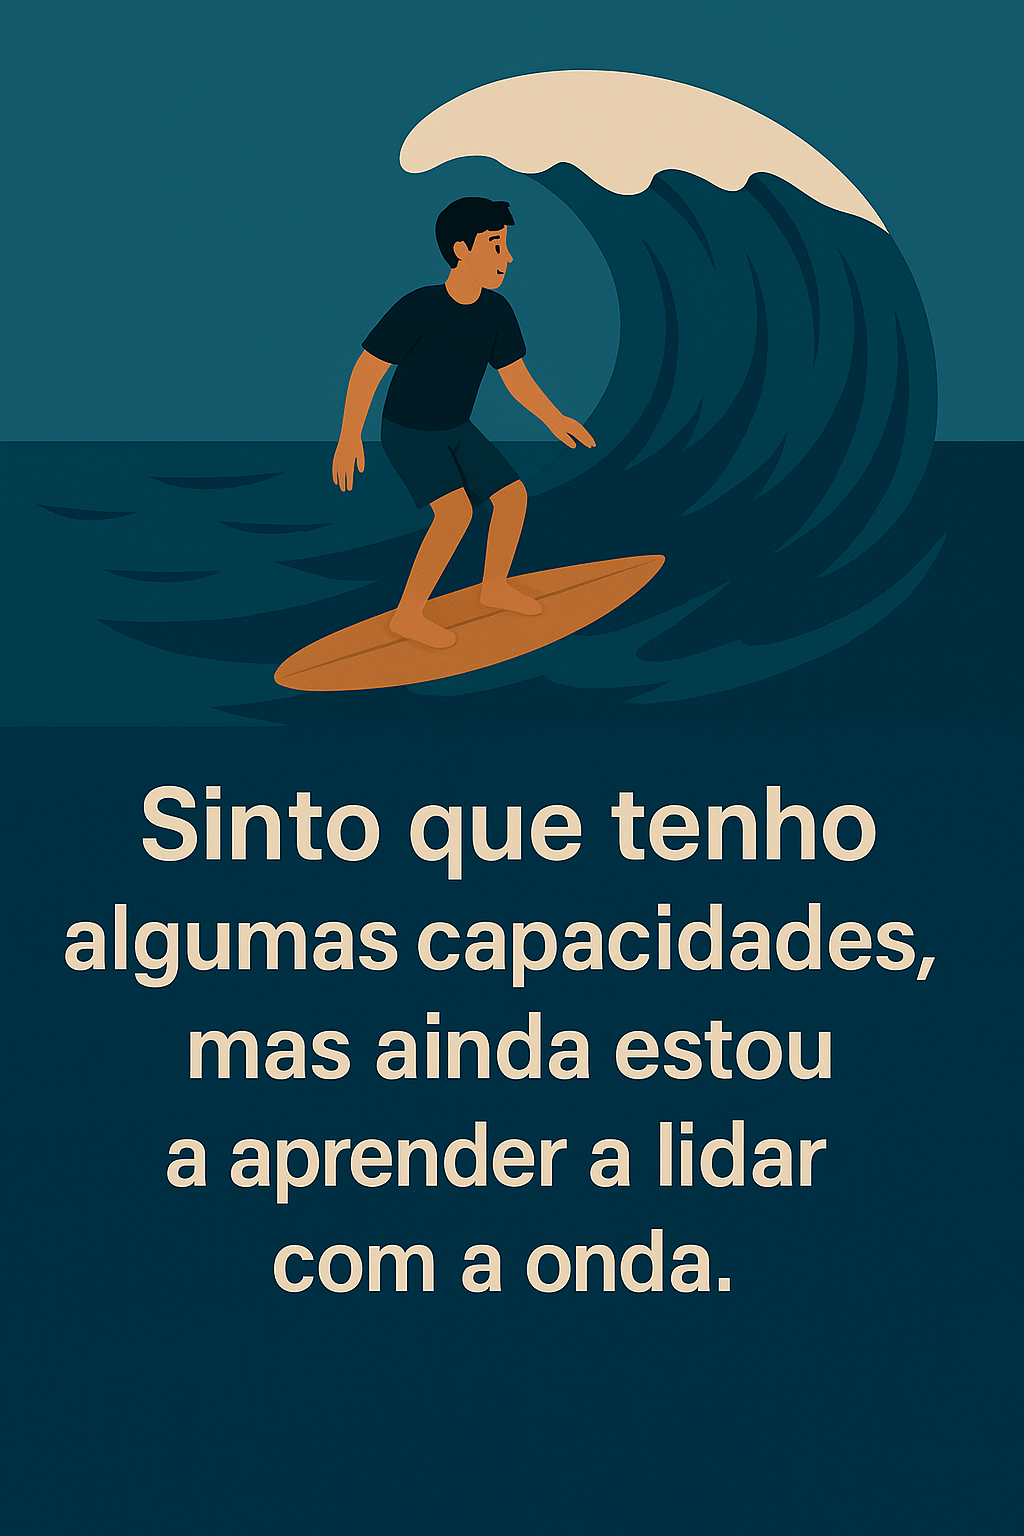 Sinto que tenho
algumas capacidades,
mas ainda estou
a aprender a lidar
com a onda.